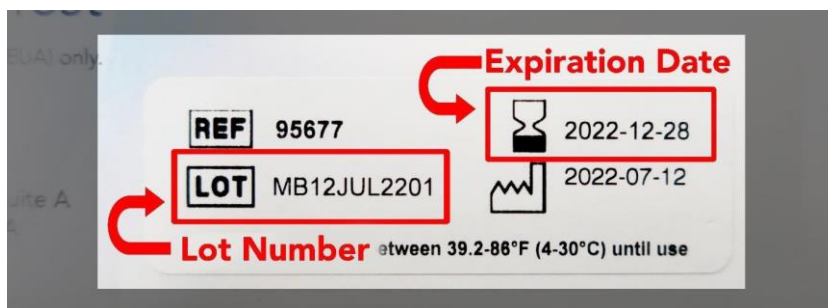 (EUA) only.
Expiration Date
REF 95677
2022-12-28
LOT MB12JUL2201
2022-07-12
uite A
Lot Number
etween 39.2-86°F (4-30°C) until use